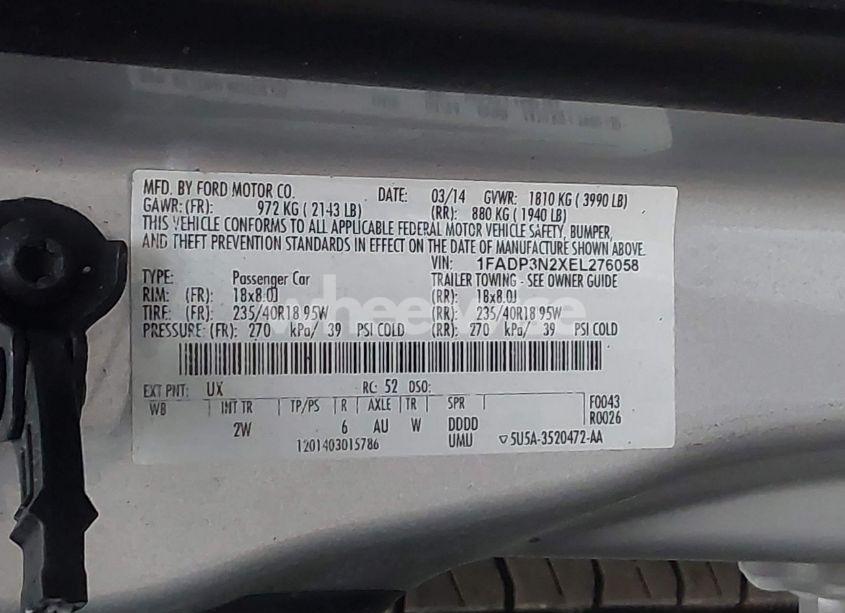 MFD. BY FORD MOTOR CO. DATE: 03/14 GVWR: 1810 KG ( 3990 LB)
GAWR:(FR): 972 KG ( 2143 LB) (RR): 880 KG ( 1940 LB)
THIS VEHICLE CONFORMS TO ALL APPLICABLE FEDERAL MOTOR VEHICLE SAFETY, BUMPER,
AND THEFT PREVENTION STANDARDS IN EFFECT ON THE DATE OF MANUFACTURE SHOWN ABOVE.
VIN: 1FADP3N2XEL276058
TYPE: Passenger Car TRAILER TOWING - SEE OWNER GUIDE
RIM: (FR): 18x8.0J (RR): 18x8.0J
TIRE: (FR): 235/40R18 95W (RR): 235/40R18 95W
PRESSURE: (FR): 270 kPa/ 39 PSI COLD (RR): 270 kPa/ 39 PSI COLD
EXT PNT: UX RC: 52 DSO:
WB INT TR TP/PS R AXLE TR SPR F0043
2W 6 AU W DDDD R0026
1201403015786 UMU ▽5U5A-3520472-AA
wheelwire